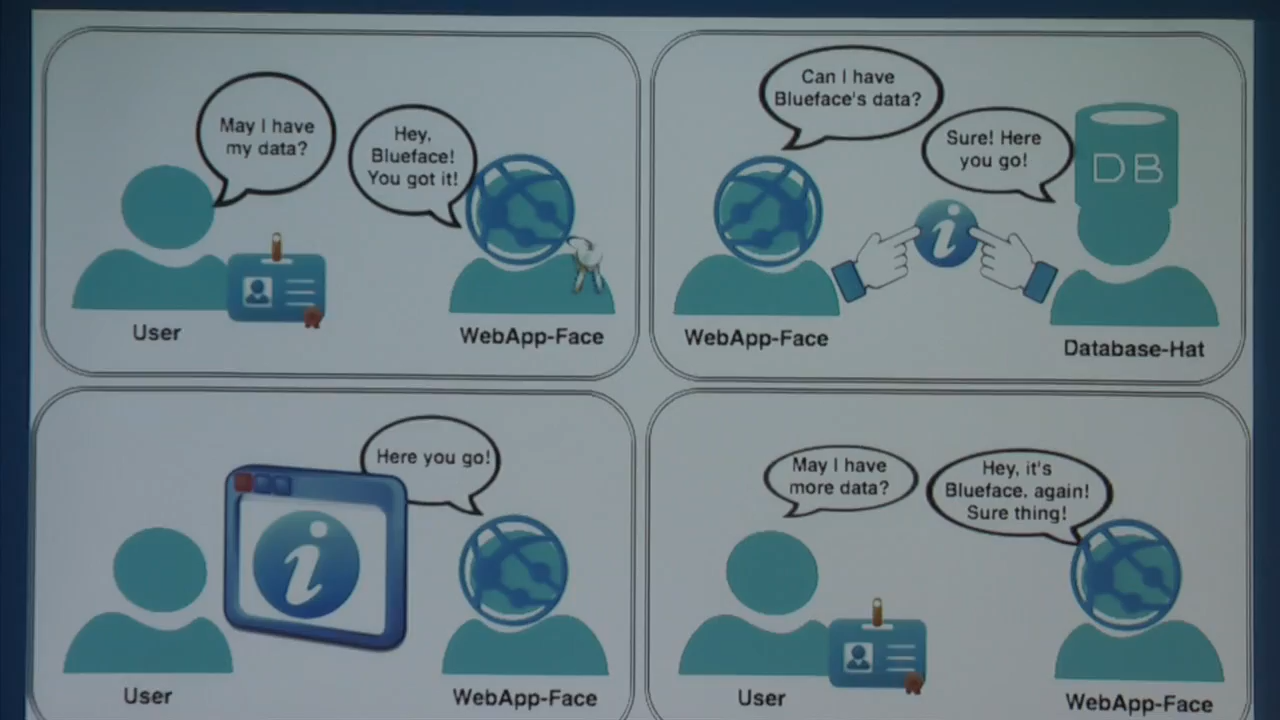 May I have
my data?
Hey,
Blueface!
You got it!
User
WebApp-Face
Can I have
Blueface's data?
Sure! Here
you go!
DB
WebApp-Face
Database-Hat
Here you go!
User
WebApp-Face
May I have
more data?
Hey, it's
Blueface, again!
Sure thing!
User
WebApp-Face